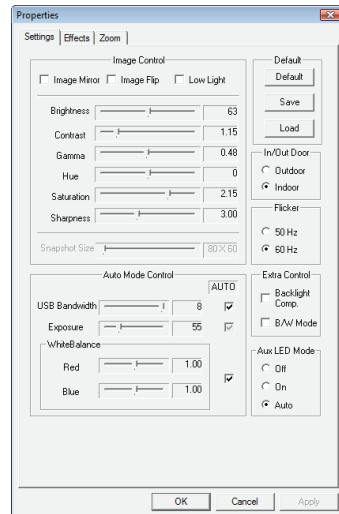 Properties
Settings Effects Zoom
Image Control
Image Mirror Image Flip Low Light
Brightness 63
Contrast 1.15
Gamma 0.48
Hue 0
Saturation 2.15
Sharpness 3.00
Snapshot Size 80X60
Default
Default
Save
Load
In/Out Door
Outdoor
Indoor
Flicker
50 Hz
60 Hz
Auto Mode Control
AUTO
USB Bandwidth 8
Exposure 55
WhiteBalance
Red 1.00
Blue 1.00
Extra Control
Backlight
Comp.
B/W Mode
Aux LED Mode
Off
On
Auto
OK Cancel Apply